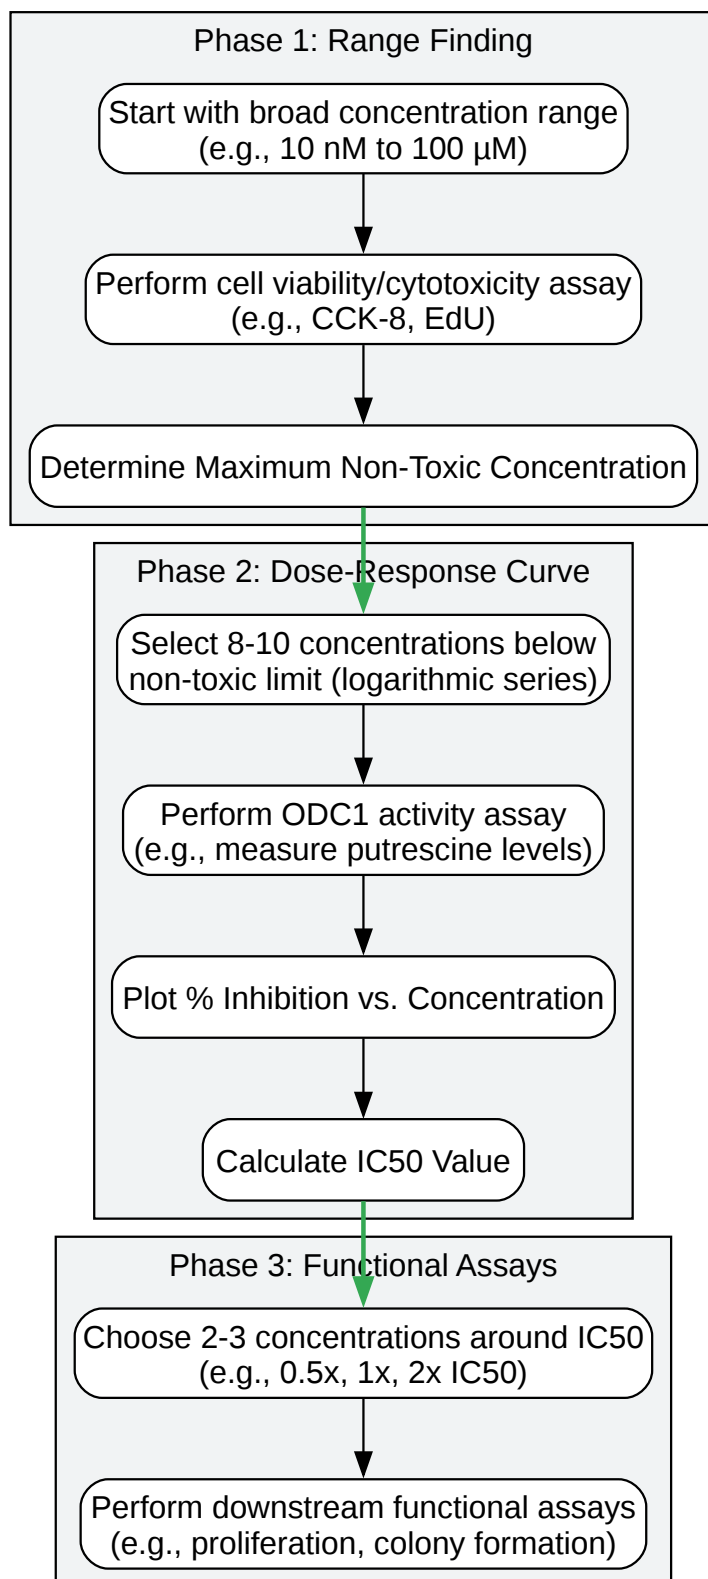 Phase 1: Range Finding
Start with broad concentration range
(e.g., 10 nM to 100 µM)
Perform cell viability/cytotoxicity assay
(e.g., CCK-8, EdU)
Determine Maximum Non-Toxic Concentration
Phase 2: Dose-Response Curve
Select 8-10 concentrations below
non-toxic limit (logarithmic series)
Perform ODC1 activity assay
(e.g., measure putrescine levels)
Plot % Inhibition vs. Concentration
Calculate IC50 Value
Phase 3: Functional Assays
Choose 2-3 concentrations around IC50
(e.g., 0.5x, 1x, 2x IC50)
Perform downstream functional assays
(e.g., proliferation, colony formation)